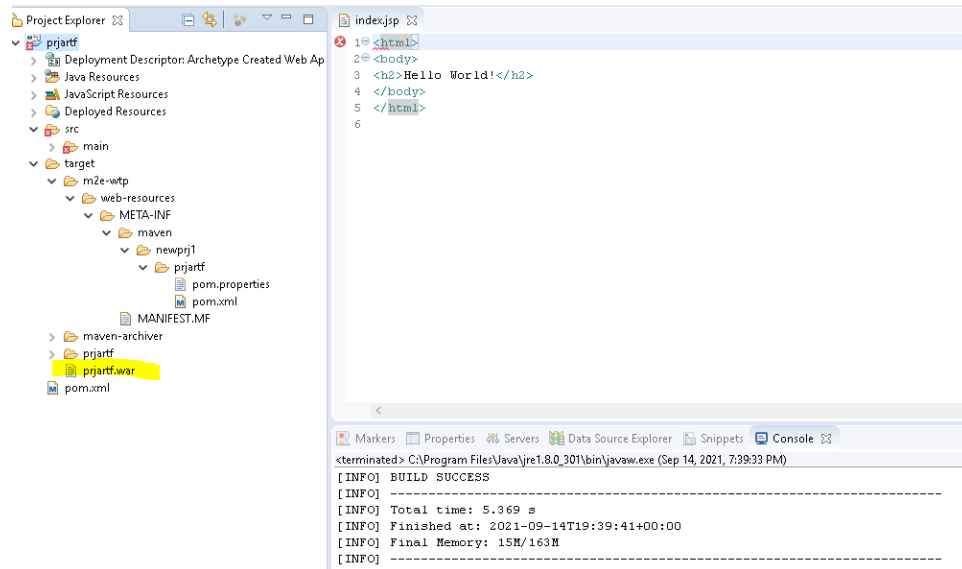 Project Explorer
prjartf
Deployment Descriptor: Archetype Created Web Ap
Java Resources
JavaScript Resources
Deployed Resources
src
main
target
m2e-wtp
web-resources
META-INF
maven
newprj1
prjartf
pom.properties
pom.xml
MANIFEST.MF
maven-archiver
prjartf
prjartf.war
pom.xml
index.jsp
1 <html>
2 <body>
3 <h2>Hello World!</h2>
4 </body>
5 </html>
6
Markers Properties Servers Data Source Explorer Snippets Console
<terminated> C:\Program Files\Java\jre1.8.0_301\bin\javaw.exe (Sep 14, 2021, 7:39:33 PM)
[INFO] BUILD SUCCESS
[INFO] ------------------------------------------------------------------------
[INFO] Total time: 5.369 s
[INFO] Finished at: 2021-09-14T19:39:41+00:00
[INFO] Final Memory: 15M/163M
[INFO] ------------------------------------------------------------------------